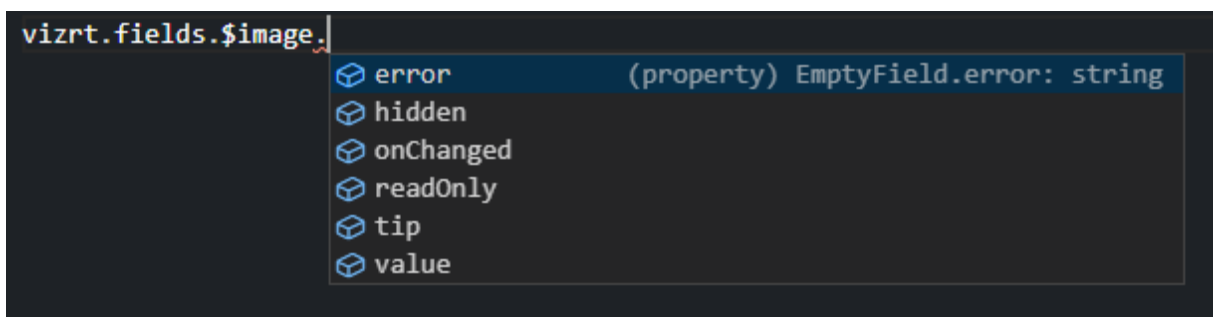 vizrt.fields.$image.
error (property) EmptyField.error: string
hidden
onChanged
readOnly
tip
value